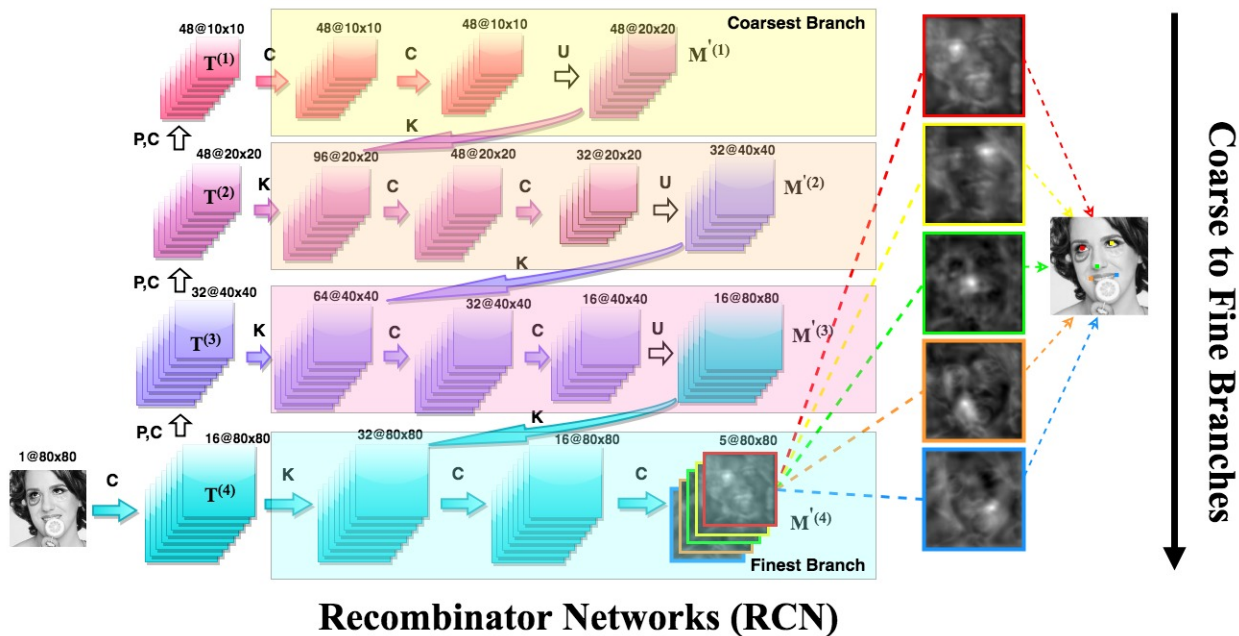 48@10x10
T(1)
C
48@10x10
C
48@10x10
U
48@20x20
M'(1)
Coarsest Branch
P,C
K
48@20x20
T(2)
K
96@20x20
C
48@20x20
C
32@20x20
U
32@40x40
M'(2)
P,C
K
32@40x40
T(3)
K
64@40x40
C
32@40x40
C
16@40x40
U
16@80x80
M'(3)
P,C
K
1@80x80
C
16@80x80
T(4)
K
32@80x80
C
16@80x80
C
5@80x80
M'(4)
Finest Branch
Coarse to Fine Branches
Recombinator Networks (RCN)